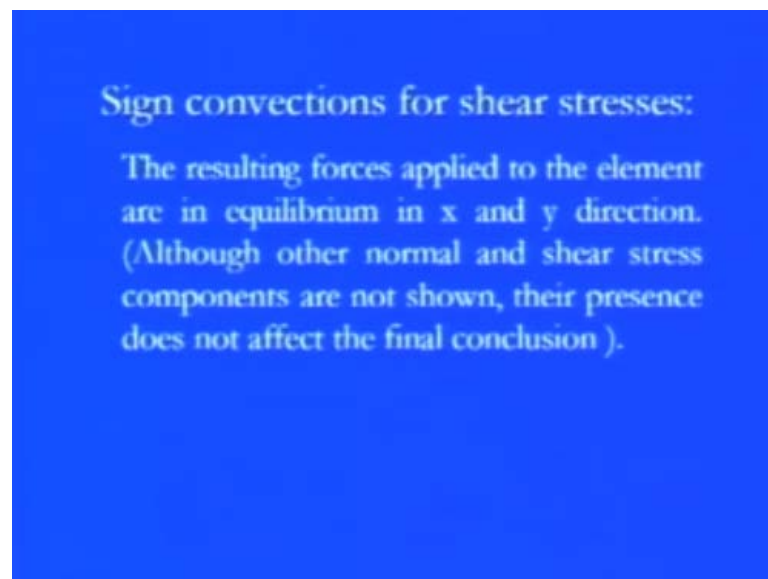 Sign convections for shear stresses:
The resulting forces applied to the element
are in equilibrium in x and y direction.
(Although other normal and shear stress
components are not shown, their presence
does not affect the final conclusion ).